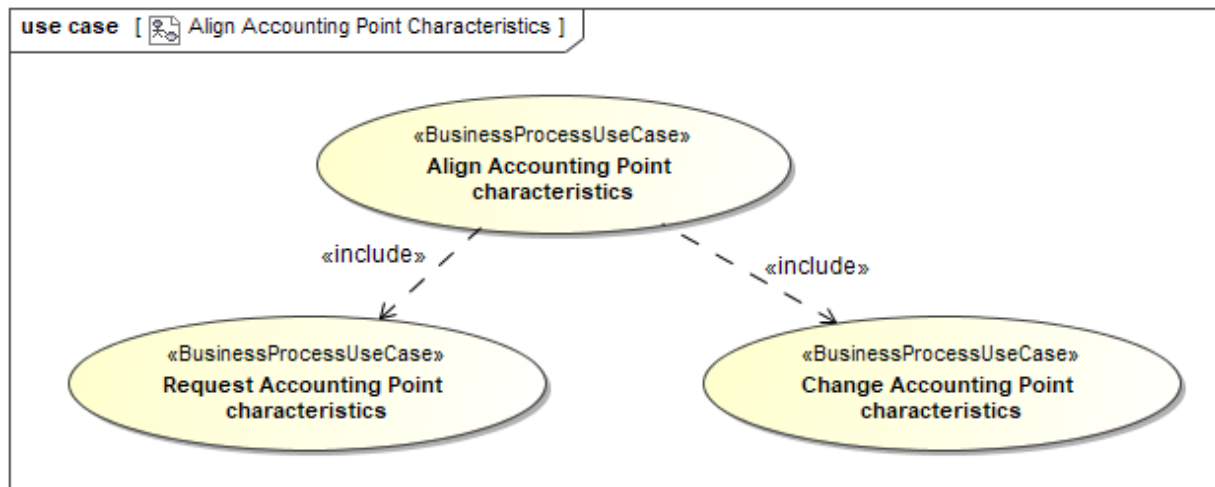 use case [ Align Accounting Point Characteristics ]
«BusinessProcessUseCase»
Align Accounting Point
characteristics
«include»
«include»
«BusinessProcessUseCase»
Request Accounting Point
characteristics
«BusinessProcessUseCase»
Change Accounting Point
characteristics